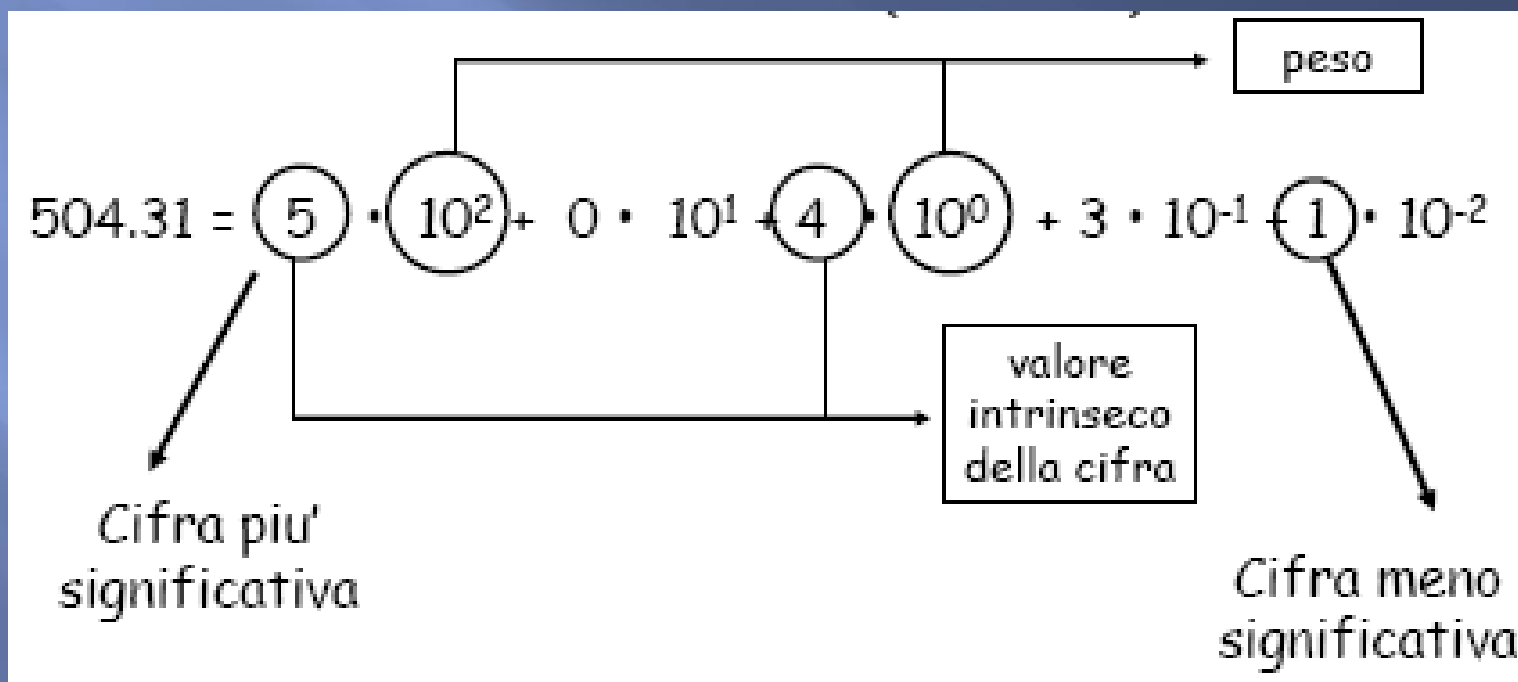 peso
504.31 = 5 · 10² + 0 · 10¹ + 4 · 10⁰ + 3 · 10⁻¹ + 1 · 10⁻²
valore
intrinseco
della cifra
Cifra piu'
significativa
Cifra meno
significativa